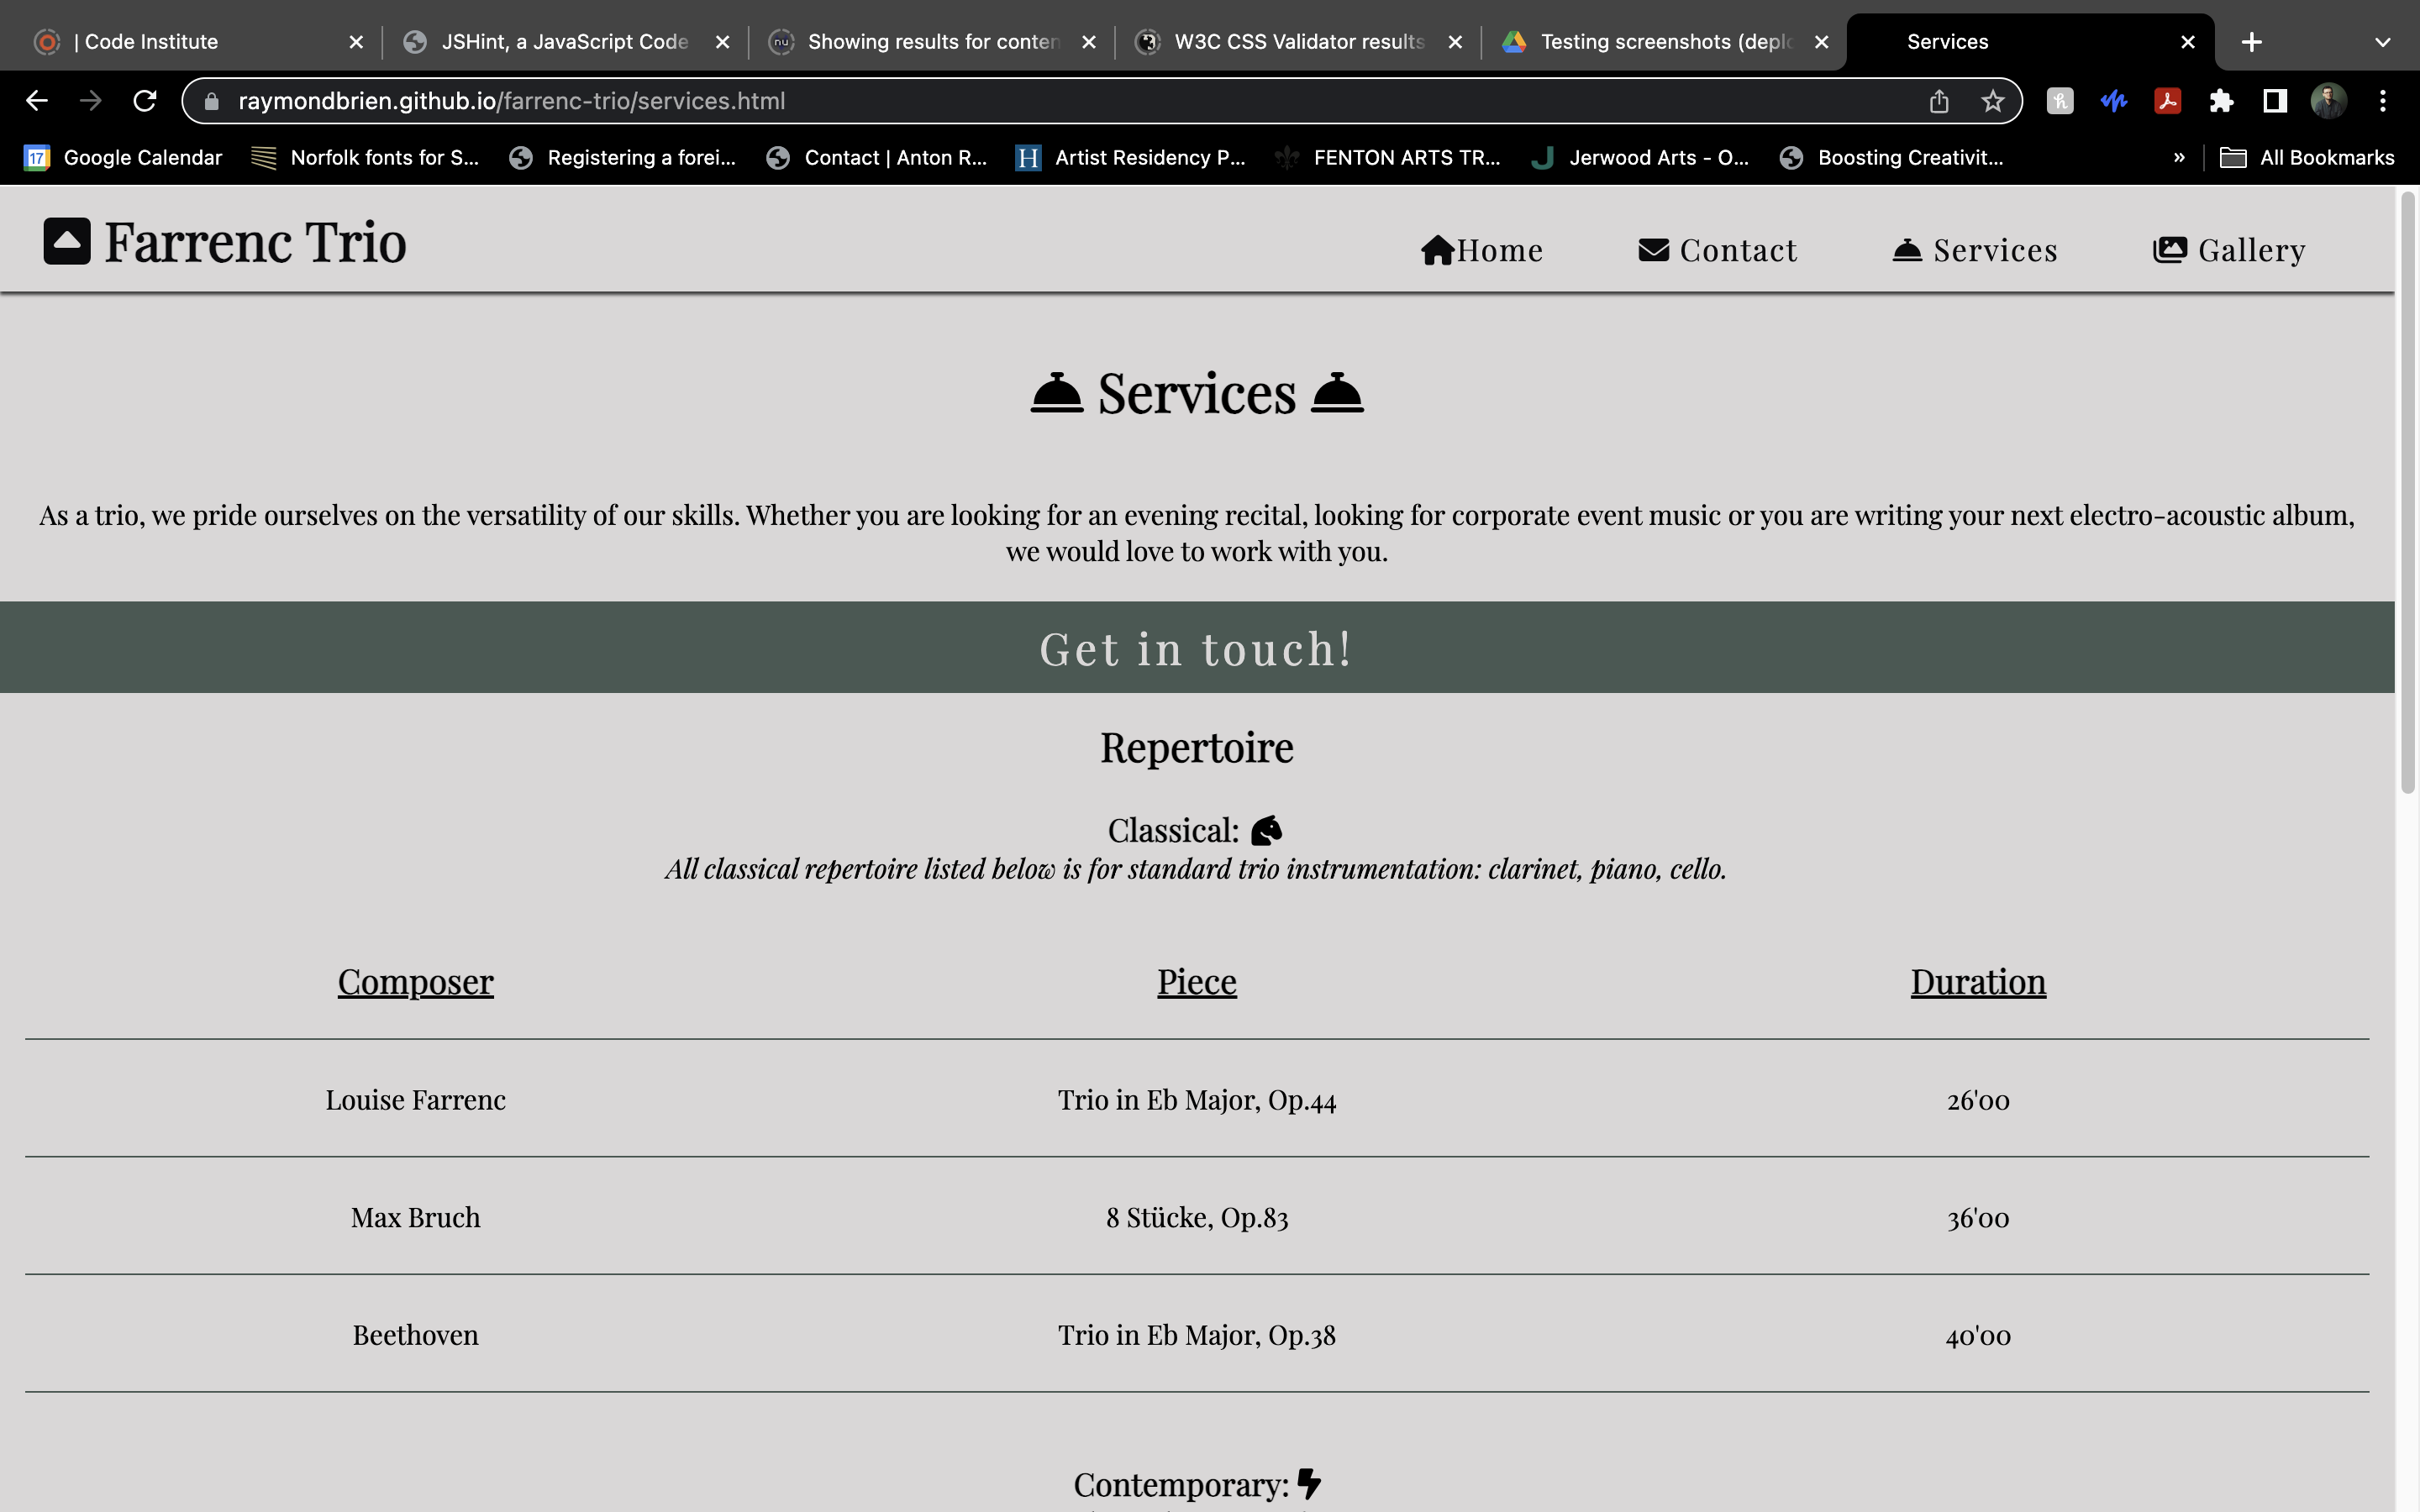 | Code Institute
JSHint, a JavaScript Code
Showing results for conten
W3C CSS Validator results
Testing screenshots (deplo
Services
raymondbrien.github.io/farrenc-trio/services.html
17 Google Calendar
Norfolk fonts for S...
Registering a forei...
Contact | Anton R...
H Artist Residency P...
FENTON ARTS TR...
J Jerwood Arts - O...
Boosting Creativit...
» All Bookmarks
Farrenc Trio
Home
Contact
Services
Gallery
Services
As a trio, we pride ourselves on the versatility of our skills. Whether you are looking for an evening recital, looking for corporate event music or you are writing your next electro-acoustic album,
we would love to work with you.
Get in touch!
Repertoire
Classical:
All classical repertoire listed below is for standard trio instrumentation: clarinet, piano, cello.
Composer Piece Duration
Louise Farrenc Trio in Eb Major, Op.44 26'00
Max Bruch 8 Stücke, Op.83 36'00
Beethoven Trio in Eb Major, Op.38 40'00
Contemporary: